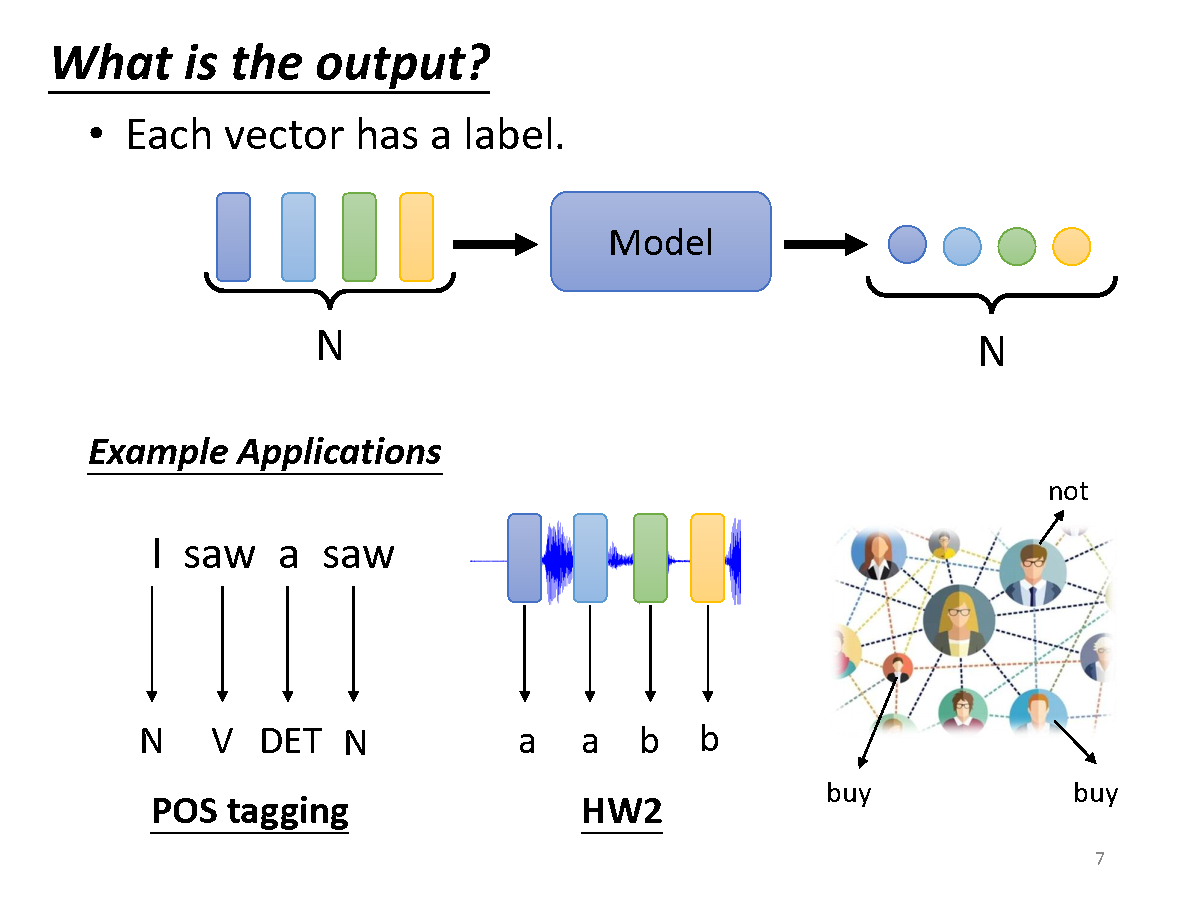 What is the output?
• Each vector has a label.
Model
N
N
Example Applications
not
I saw a saw
N V DET N
a a b b
buy
buy
POS tagging
HW2
7